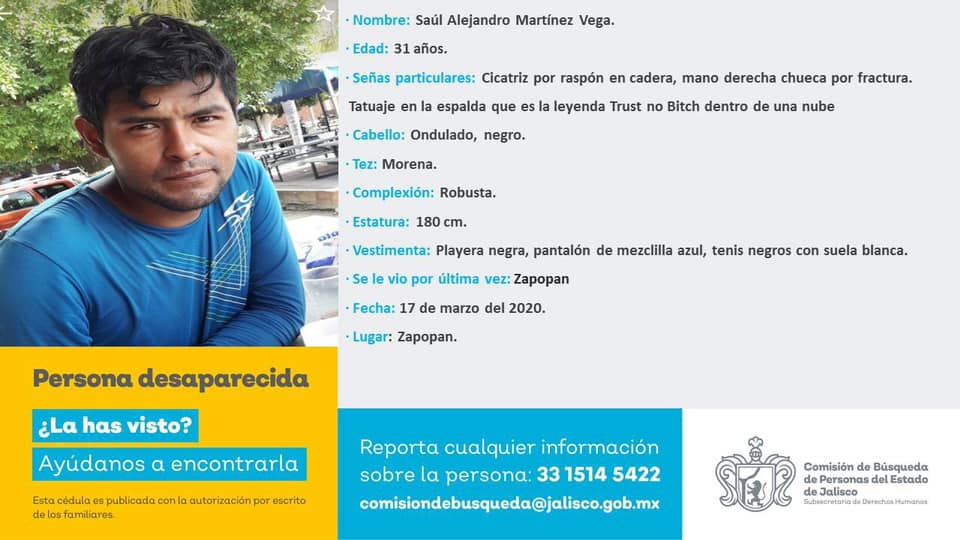 · Nombre: Saúl Alejandro Martínez Vega.
· Edad: 31 años.
· Señas particulares: Cicatriz por raspón en cadera, mano derecha chueca por fractura.
Tatuaje en la espalda que es la leyenda Trust no Bitch dentro de una nube
· Cabello: Ondulado, negro.
· Tez: Morena.
· Complexión: Robusta.
· Estatura: 180 cm.
· Vestimenta: Playera negra, pantalón de mezclilla azul, tenis negros con suela blanca.
· Se le vio por última vez: Zapopan
· Fecha: 17 de marzo del 2020.
· Lugar: Zapopan.
Persona desaparecida
¿La has visto?
Ayúdanos a encontrarla
Esta cédula es publicada con la autorización por escrito
de los familiares.
Reporta cualquier información
sobre la persona: 33 1514 5422
comisiondebusqueda@jalisco.gob.mx
Comisión de Búsqueda
de Personas del Estado
de Jalisco
Subsecretaría de Derechos Humanos